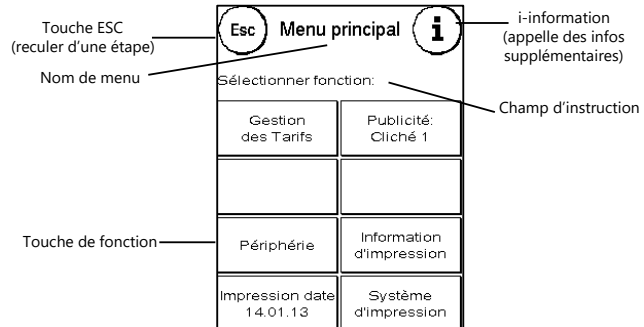 Touche ESC
(reculer d'une étape)
Nom de menu
Touche de fonction
Esc
Menu principal
i
Sélectionner fonction:
Gestion
des Tarifs
Publicité:
Cliché 1
Périphérie
Information
d'impression
Impression date
14.01.13
Système
d'impression
i-information
(appelle des infos
supplémentaires)
Champ d'instruction